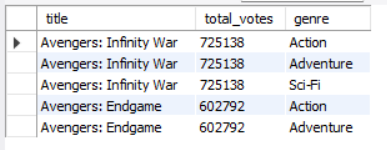 title total_votes genre
Avengers: Infinity War 725138 Action
Avengers: Infinity War 725138 Adventure
Avengers: Infinity War 725138 Sci-Fi
Avengers: Endgame 602792 Action
Avengers: Endgame 602792 Adventure